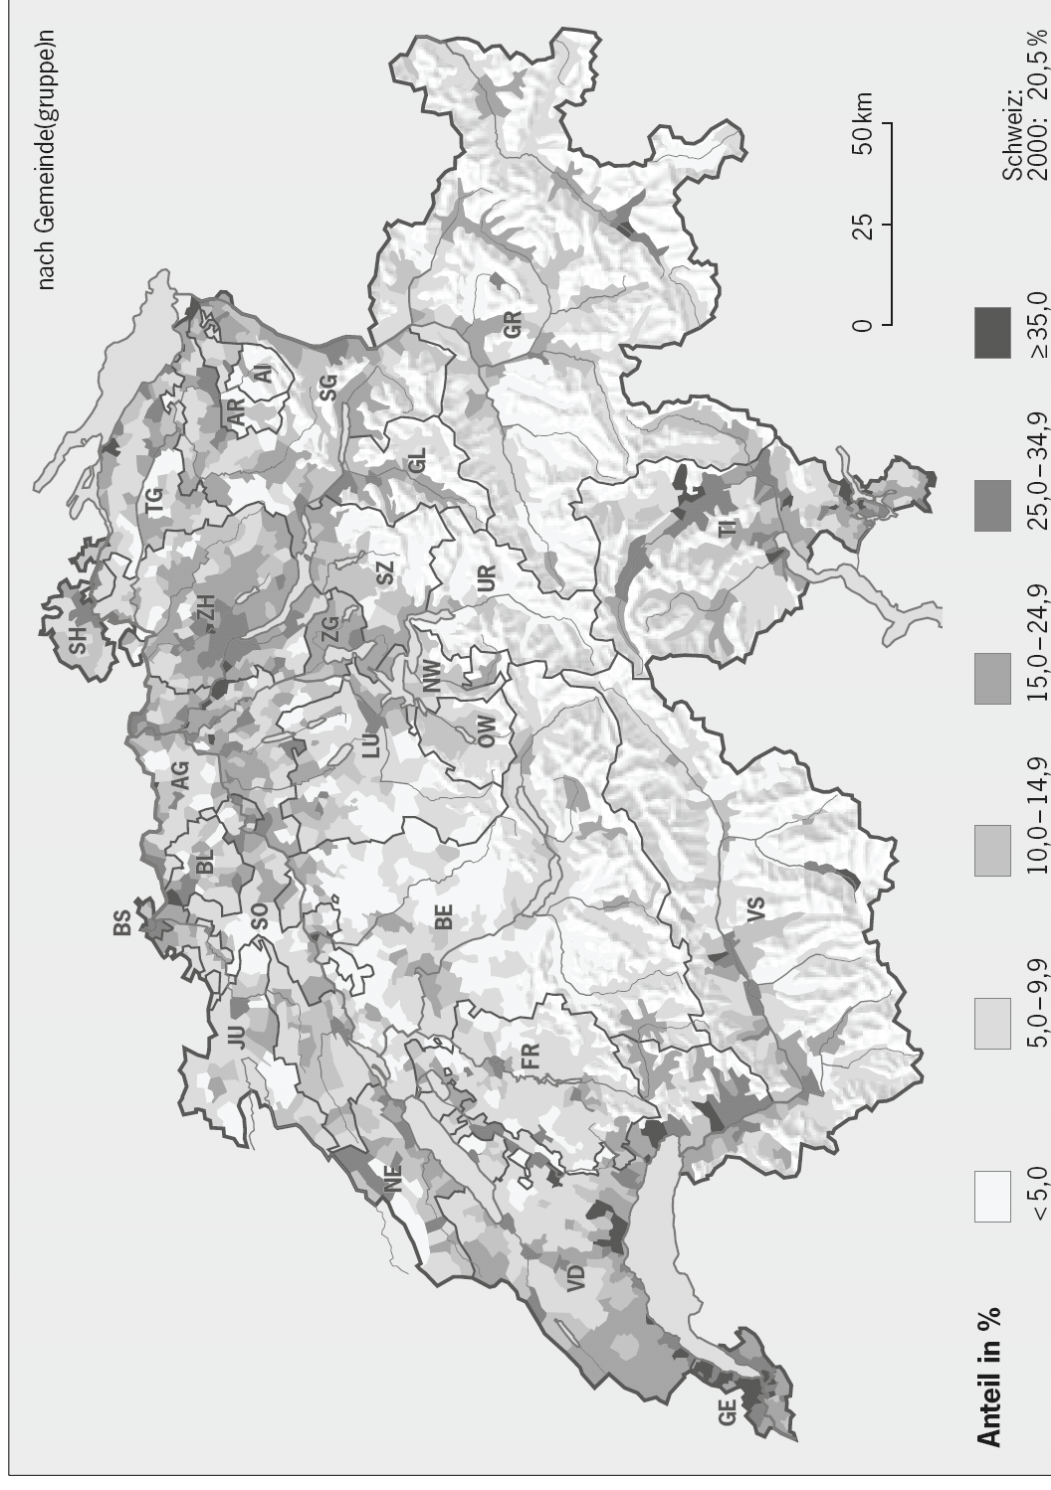 nach Gemeinde(gruppe)n
SH
BS
TG
AG
ZH
BL
AR
AI
JU
SO
SG
ZG
LU
SZ
GL
NE
BE
NW
OW
UR
GR
FR
VD
VS
TI
GE
0 25 50 km
Anteil in %
< 5,0
5,0–9,9
10,0–14,9
15,0–24,9
25,0–34,9
≥35,0
Schweiz:
2000: 20,5 %